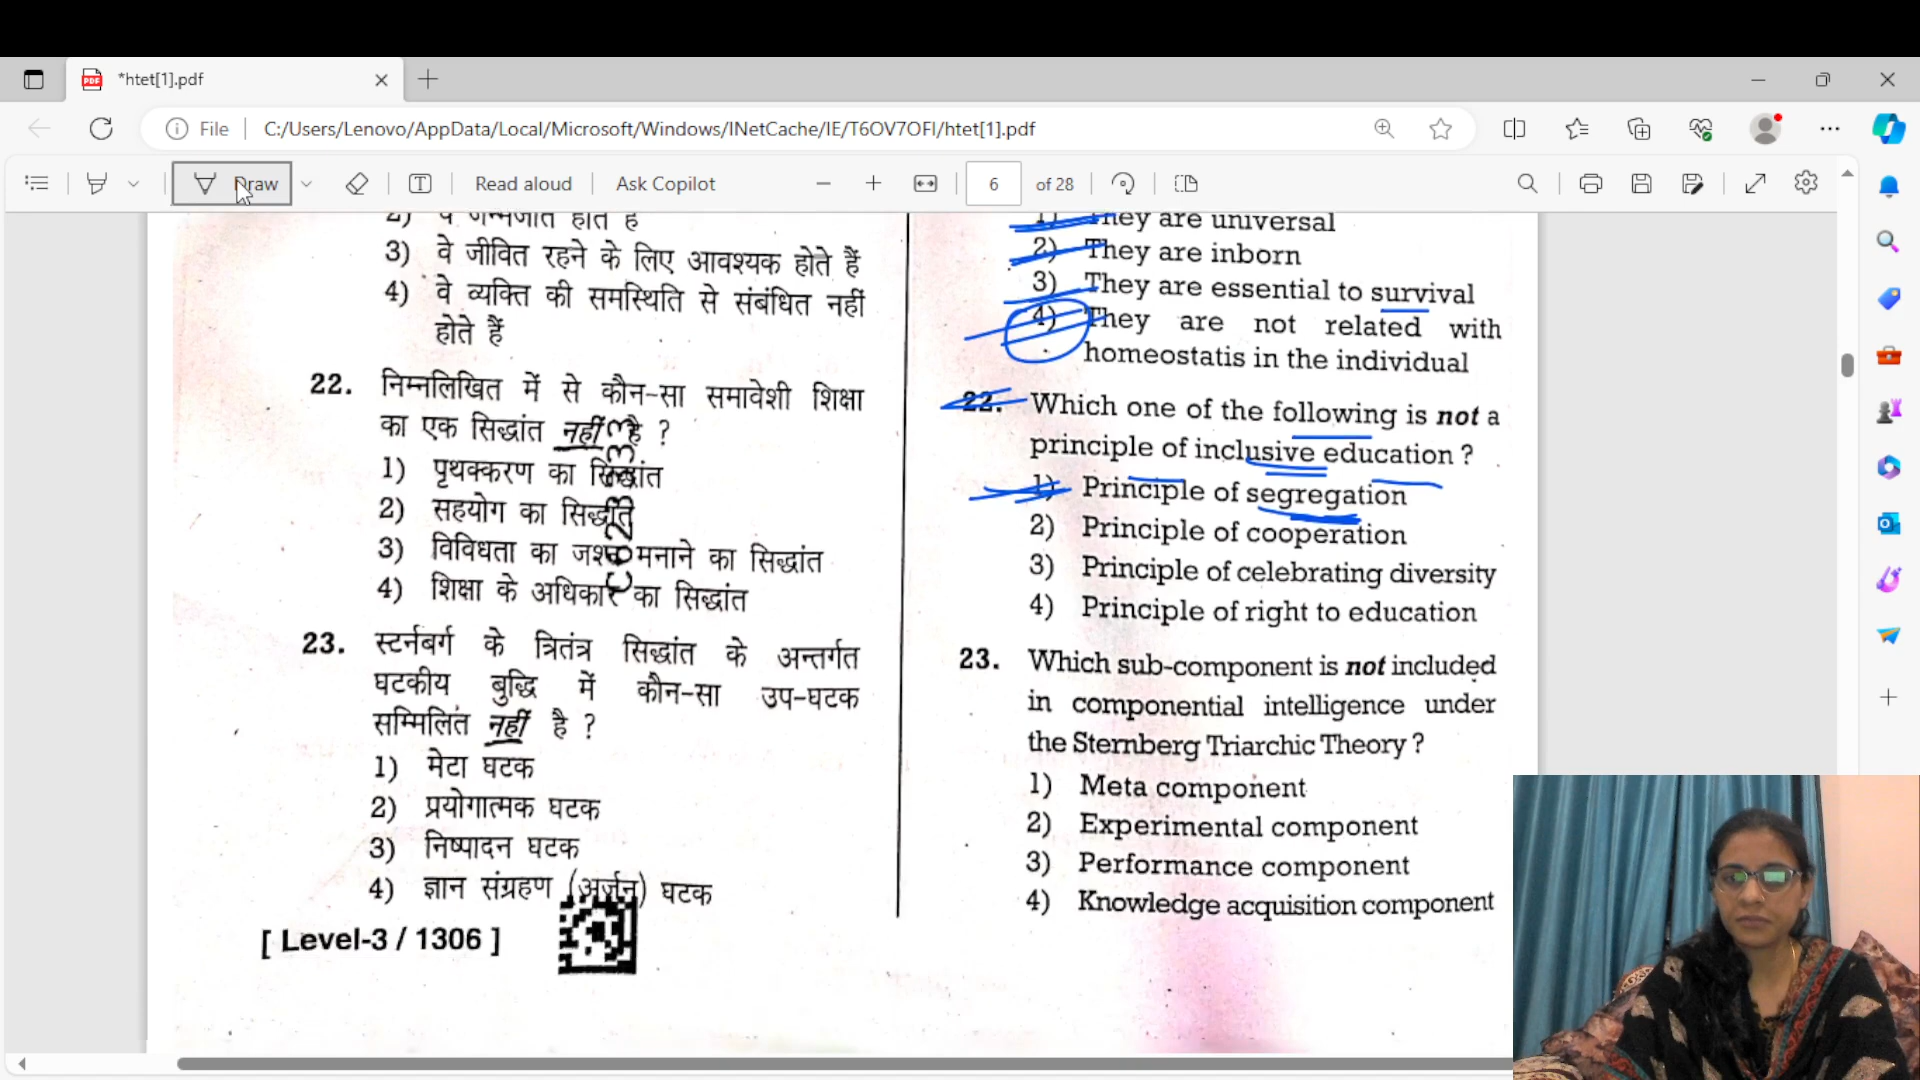 *htet[1].pdf
File
C:/Users/Lenovo/AppData/Local/Microsoft/Windows/INetCache/IE/T6OV7OFI/htet[1].pdf
Draw
Read aloud
Ask Copilot
6
of 28
2) वे जन्मजात होते हैं
3) वे जीवित रहने के लिए आवश्यक होते हैं
4) वे व्यक्ति की समस्थिति से संबंधित नहीं
होते हैं
22. निम्नलिखित में से कौन-सा समावेशी शिक्षा
का एक सिद्धांत नहीं है ?
1) पृथक्करण का सिद्धांत
2) सहयोग का सिद्धांत
3) विविधता का जश्न मनाने का सिद्धांत
4) शिक्षा के अधिकार का सिद्धांत
23. स्टर्नबर्ग के त्रितंत्र सिद्धांत के अन्तर्गत
घटकीय बुद्धि में कौन-सा उप-घटक
सम्मिलित नहीं है ?
1) मेटा घटक
2) प्रयोगात्मक घटक
3) निष्पादन घटक
4) ज्ञान संग्रहण (अर्जन) घटक
[ Level-3 / 1306 ]
1) They are universal
2) They are inborn
3) They are essential to survival
4) They are not related with
homeostatis in the individual
22. Which one of the following is not a
principle of inclusive education ?
1) Principle of segregation
2) Principle of cooperation
3) Principle of celebrating diversity
4) Principle of right to education
23. Which sub-component is not included
in componential intelligence under
the Sternberg Triarchic Theory ?
1) Meta component
2) Experimental component
3) Performance component
4) Knowledge acquisition component